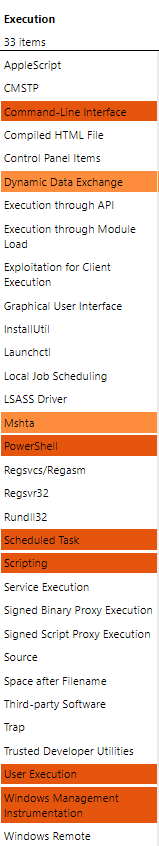 Execution
33 items
AppleScript
CMSTP
Command-Line Interface
Compiled HTML File
Control Panel Items
Dynamic Data Exchange
Execution through API
Execution through Module
Load
Exploitation for Client
Execution
Graphical User Interface
InstallUtil
Launchctl
Local Job Scheduling
LSASS Driver
Mshta
PowerShell
Regsvcs/Regasm
Regsvr32
Rundll32
Scheduled Task
Scripting
Service Execution
Signed Binary Proxy Execution
Signed Script Proxy Execution
Source
Space after Filename
Third-party Software
Trap
Trusted Developer Utilities
User Execution
Windows Management
Instrumentation
Windows Remote